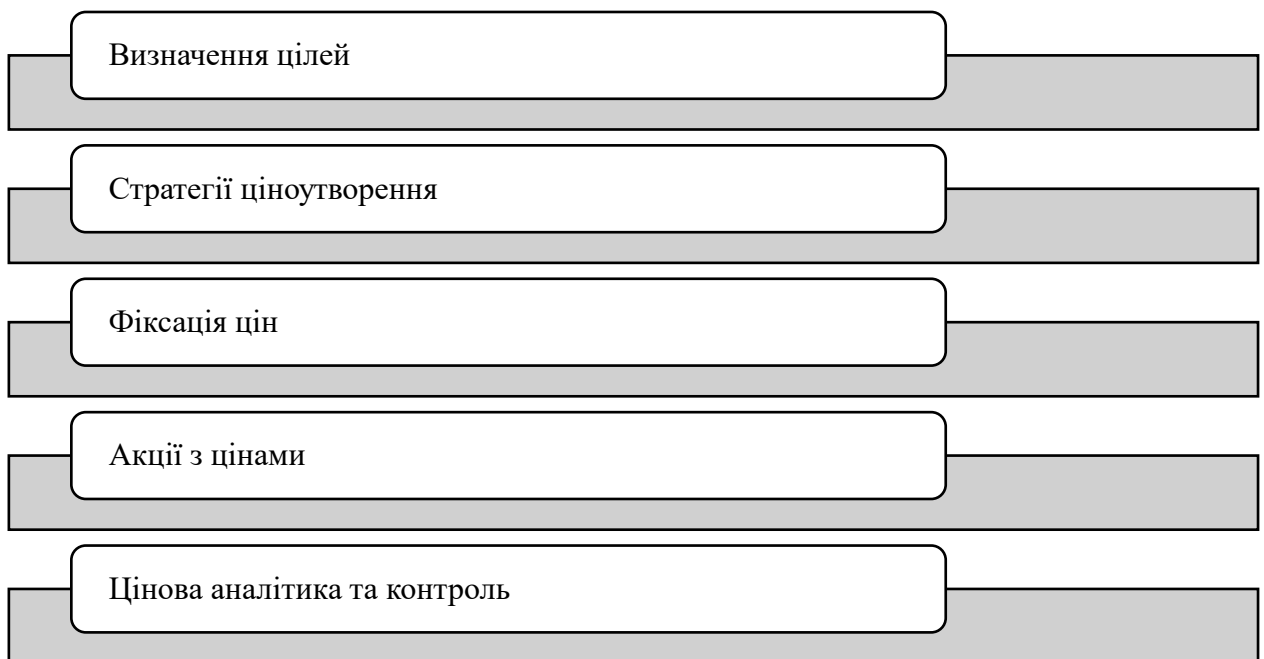 Визначення цілей
Стратегії ціноутворення
Фіксація цін
Акції з цінами
Цінова аналітика та контроль